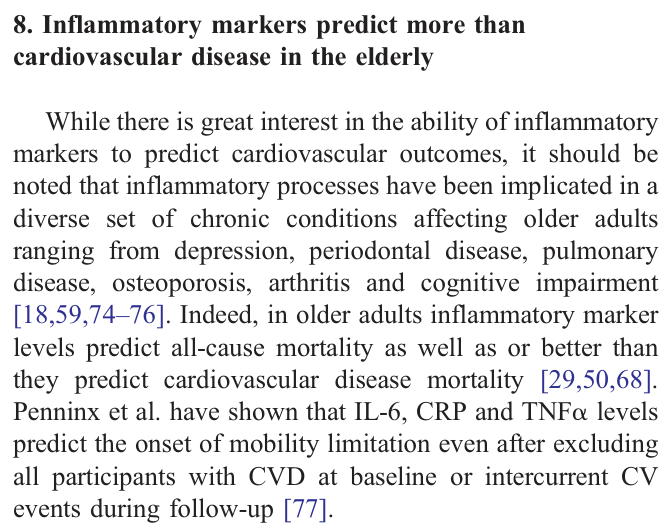 8. Inflammatory markers predict more than
cardiovascular disease in the elderly
While there is great interest in the ability of inflammatory
markers to predict cardiovascular outcomes, it should be
noted that inflammatory processes have been implicated in a
diverse set of chronic conditions affecting older adults
ranging from depression, periodontal disease, pulmonary
disease, osteoporosis, arthritis and cognitive impairment
[18,59,74–76]. Indeed, in older adults inflammatory marker
levels predict all-cause mortality as well as or better than
they predict cardiovascular disease mortality [29,50,68].
Penninx et al. have shown that IL-6, CRP and TNFα levels
predict the onset of mobility limitation even after excluding
all participants with CVD at baseline or intercurrent CV
events during follow-up [77].